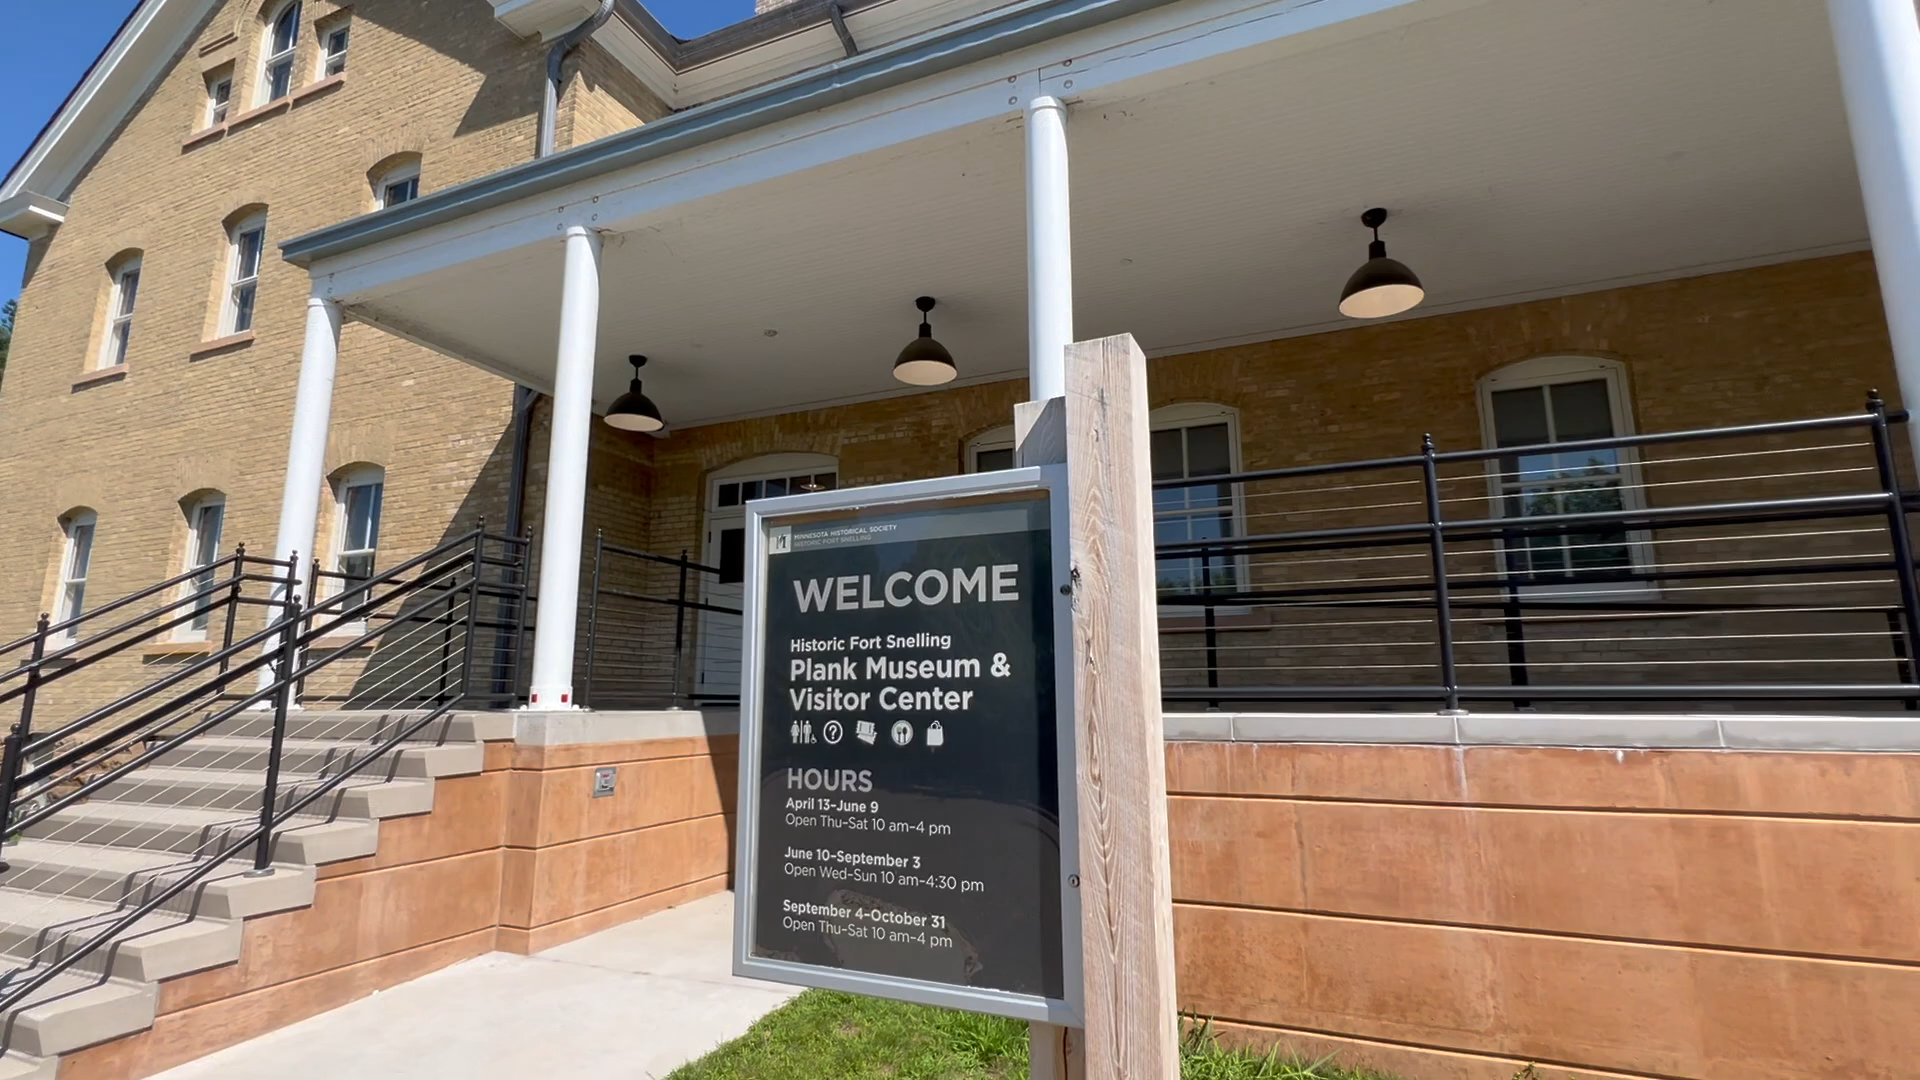 MINNESOTA HISTORICAL SOCIETY
HISTORIC FORT SNELLING
WELCOME
Historic Fort Snelling
Plank Museum &
Visitor Center
HOURS
April 13–June 9
Open Thu–Sat 10 am–4 pm
June 10–September 3
Open Wed–Sun 10 am–4:30 pm
September 4–October 31
Open Thu–Sat 10 am–4 pm